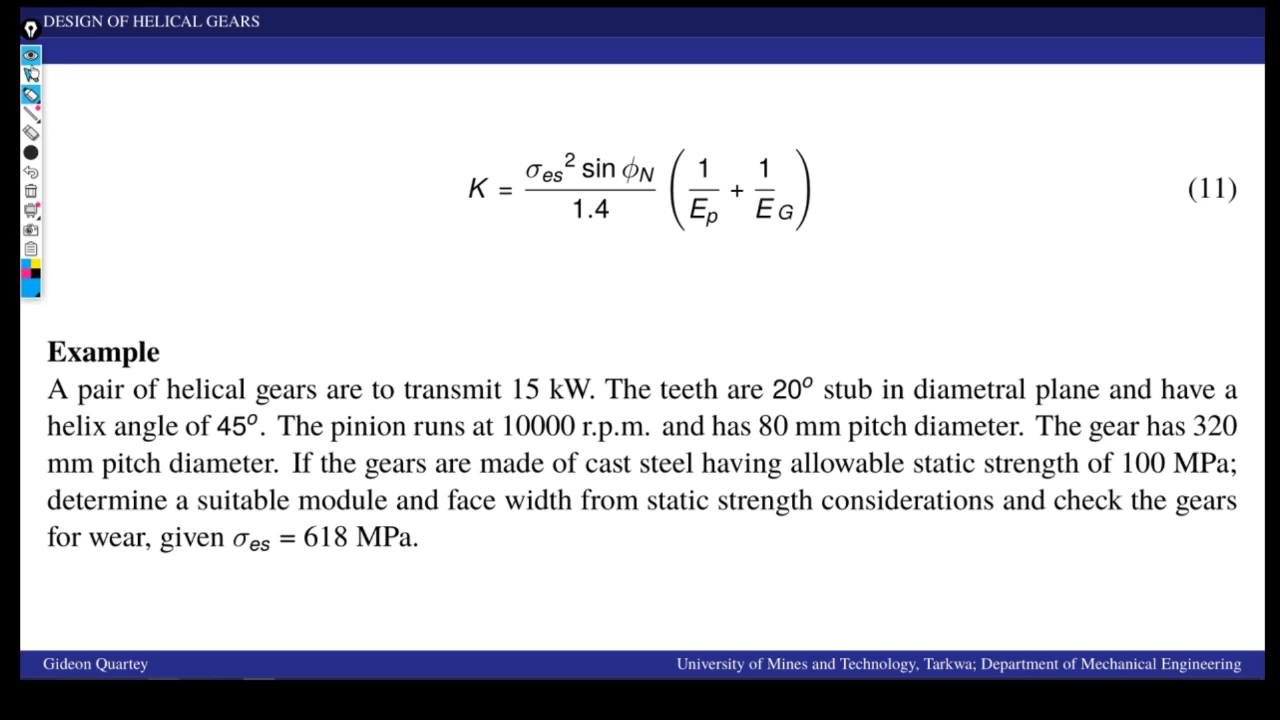 DESIGN OF HELICAL GEARS
K = σes² sin ϕN / 1.4 (1/Ep + 1/EG) (11)
Example
A pair of helical gears are to transmit 15 kW. The teeth are 20º stub in diametral plane and have a
helix angle of 45º. The pinion runs at 10000 r.p.m. and has 80 mm pitch diameter. The gear has 320
mm pitch diameter. If the gears are made of cast steel having allowable static strength of 100 MPa;
determine a suitable module and face width from static strength considerations and check the gears
for wear, given σes = 618 MPa.
Gideon Quartey University of Mines and Technology, Tarkwa; Department of Mechanical Engineering